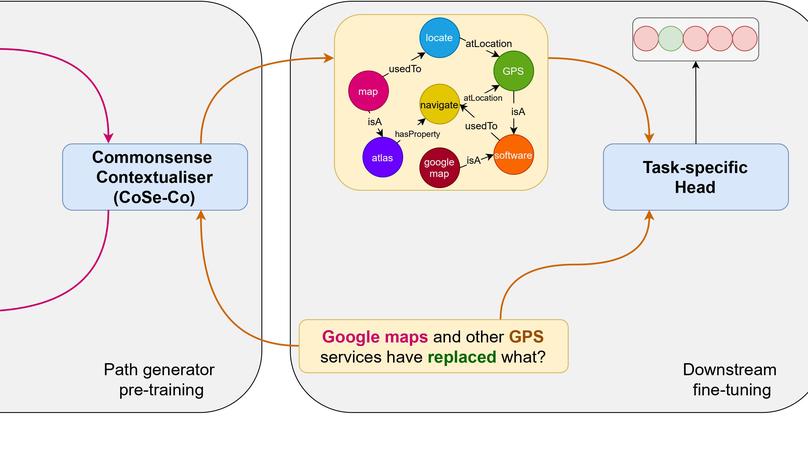 Commonsense
Contextualiser
(CoSe-Co)
Path generator
pre-training
locate
atLocation
usedTo
GPS
map
navigate
atLocation
isA
isA
usedTo
hasProperty
atlas
google
map
isA
software
Google maps and other GPS
services have replaced what?
Task-specific
Head
Downstream
fine-tuning